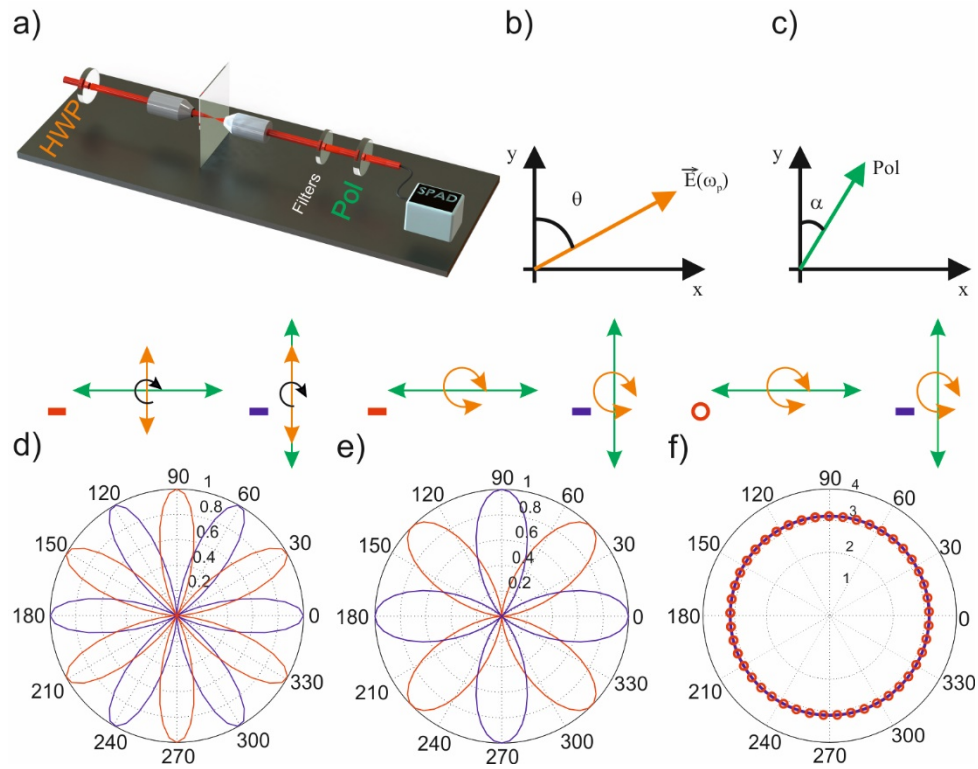 a)
HWP
Filters
Pol
SPAD
b)
y
θ
E⃗(ωₚ)
x
c)
y
α
Pol
x
d)
90
1
120
60
0.8
0.6
150
0.4
30
0.2
180
0
210
330
240
300
270
e)
90
1
120
60
0.8
0.6
150
0.4
30
0.2
180
0
210
330
240
300
270
f)
90
4
120
60
3
150
2
30
1
180
0
210
330
240
300
270